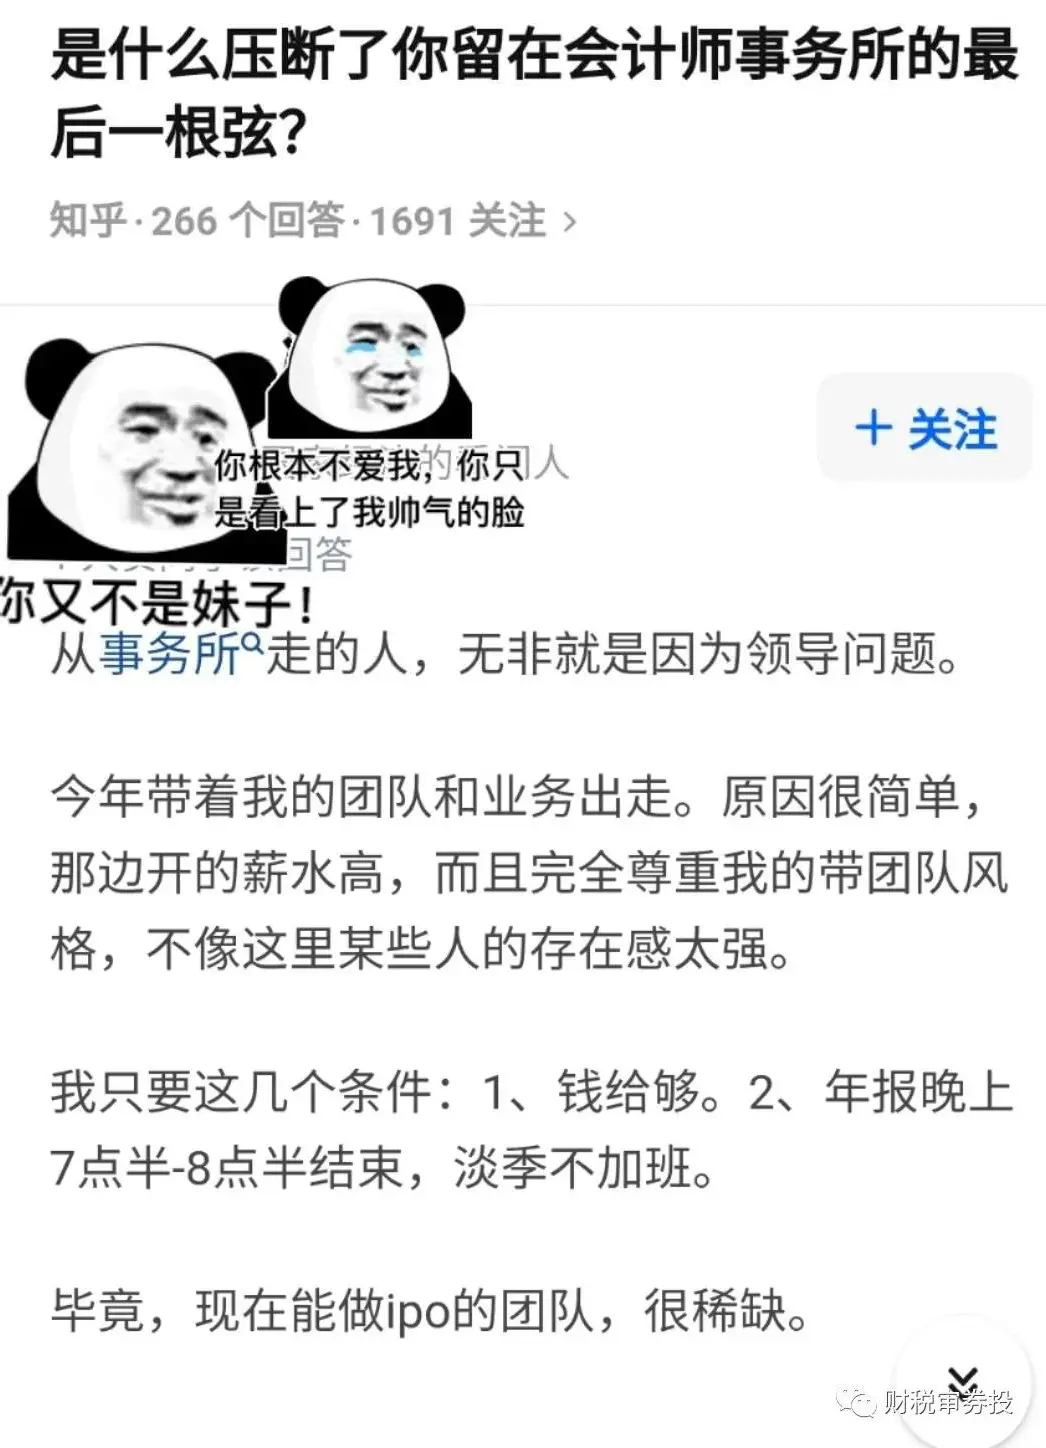 是什么压断了你留在会计师事务所的最
后一根弦？
知乎·266 个回答·1691 关注 >
+ 关注
你根本不爱我，你只
是看上了我帅气的脸
回答
你又不是妹子！
从事务所走的人，无非就是因为领导问题。
今年带着我的团队和业务出走。原因很简单，
那边开的薪水高，而且完全尊重我的带团队风
格，不像这里某些人的存在感太强。
我只要这几个条件：1、钱给够。2、年报晚上
7点半-8点半结束，淡季不加班。
毕竟，现在能做ipo的团队，很稀缺。
财税审券投